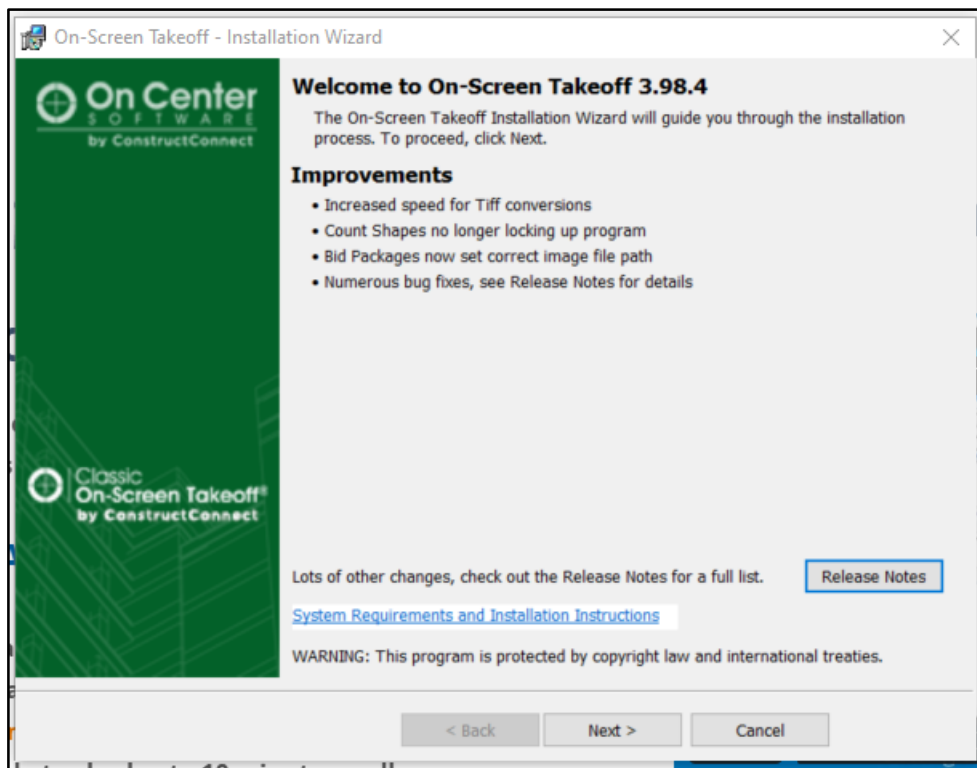 On-Screen Takeoff - Installation Wizard
On Center
SOFTWARE
by ConstructConnect
Welcome to On-Screen Takeoff 3.98.4
The On-Screen Takeoff Installation Wizard will guide you through the installation
process. To proceed, click Next.
Improvements
• Increased speed for Tiff conversions
• Count Shapes no longer locking up program
• Bid Packages now set correct image file path
• Numerous bug fixes, see Release Notes for details
Classic
On-Screen Takeoff®
by ConstructConnect
Lots of other changes, check out the Release Notes for a full list.
Release Notes
System Requirements and Installation Instructions
WARNING: This program is protected by copyright law and international treaties.
< Back
Next >
Cancel